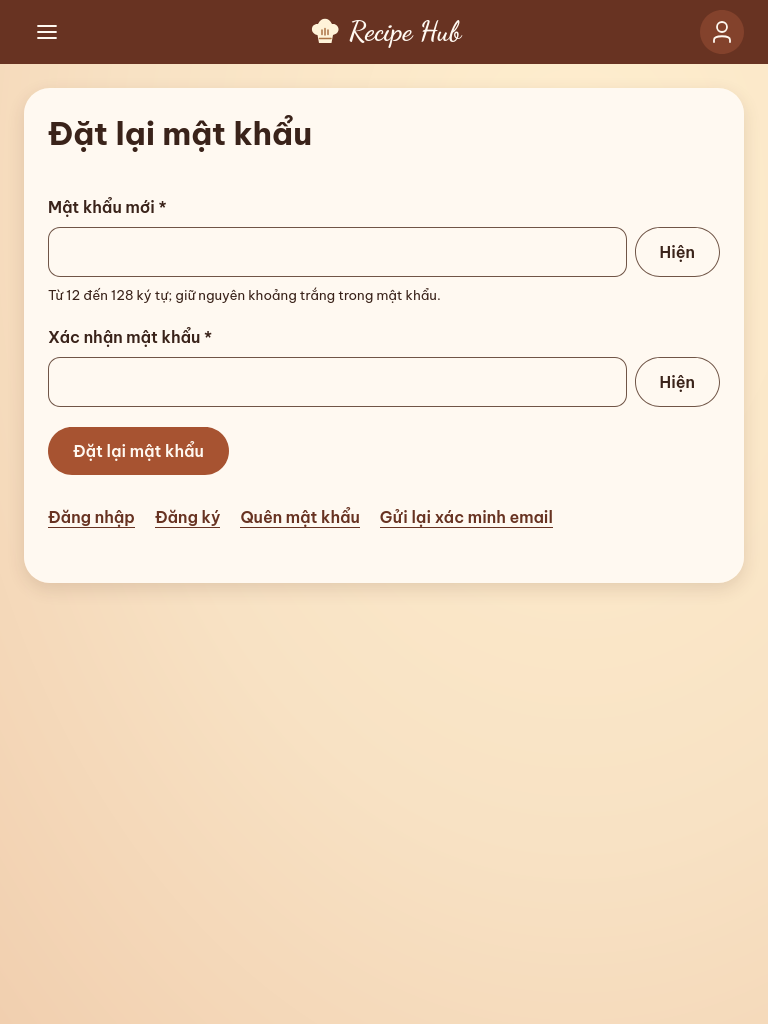 Recipe Hub
Đặt lại mật khẩu
Mật khẩu mới *
Hiện
Từ 12 đến 128 ký tự; giữ nguyên khoảng trắng trong mật khẩu.
Xác nhận mật khẩu *
Hiện
Đặt lại mật khẩu
Đăng nhập Đăng ký Quên mật khẩu Gửi lại xác minh email